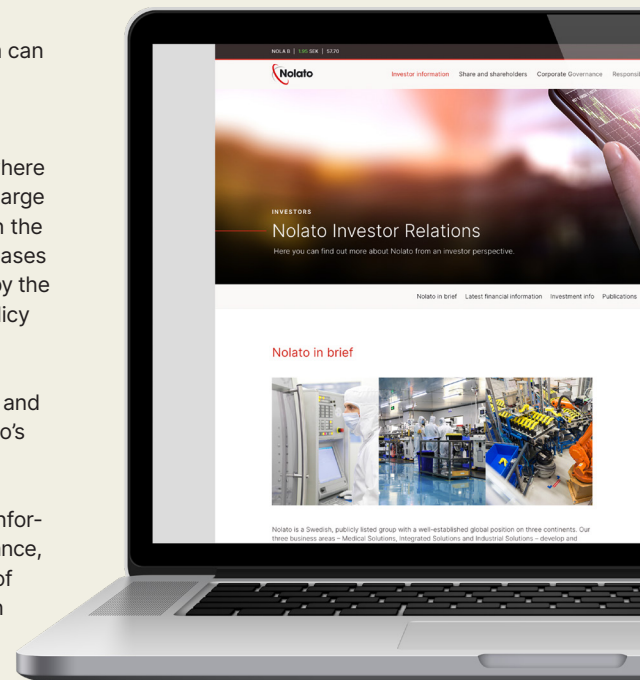 can
here
arge
the
ases
by the
licy
and
o’s
nfor-
ance,
of
NOLA B | 1.95 SEK | 57.70
Nolato
Investor information Share and shareholders Corporate Governance
INVESTORS
Nolato Investor Relations
Here you can find out more about Nolato from an investor perspective.
Nolato in brief Latest financial information Investment info Publications
Nolato in brief
Nolato is a Swedish, publicly listed group with a well-established global position on three continents. Our
three business areas – Medical Solutions, Integrated Solutions and Industrial Solutions – develop and